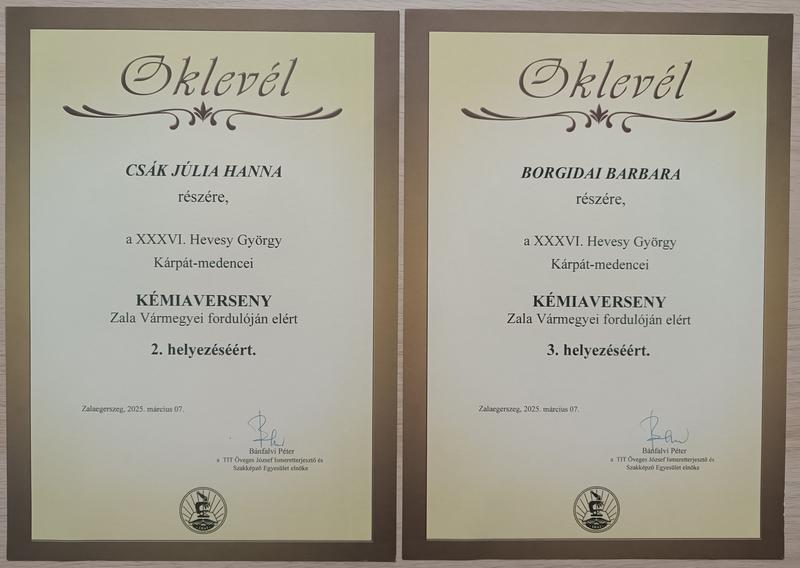 Oklevél
CSÁK JÚLIA HANNA
részére,
a XXXVI. Hevesy György
Kárpát-medencei
KÉMIAVERSENY
Zala Vármegyei fordulóján elért
2. helyezéséért.
Zalaegerszeg, 2025. március 07.
Bánfalvi Péter
a TIT Öveges József Ismeretterjesztő és
Szakképző Egyesület elnöke
Oklevél
BORGIDAI BARBARA
részére,
a XXXVI. Hevesy György
Kárpát-medencei
KÉMIAVERSENY
Zala Vármegyei fordulóján elért
3. helyezéséért.
Zalaegerszeg, 2025. március 07.
Bánfalvi Péter
a TIT Öveges József Ismeretterjesztő és
Szakképző Egyesület elnöke